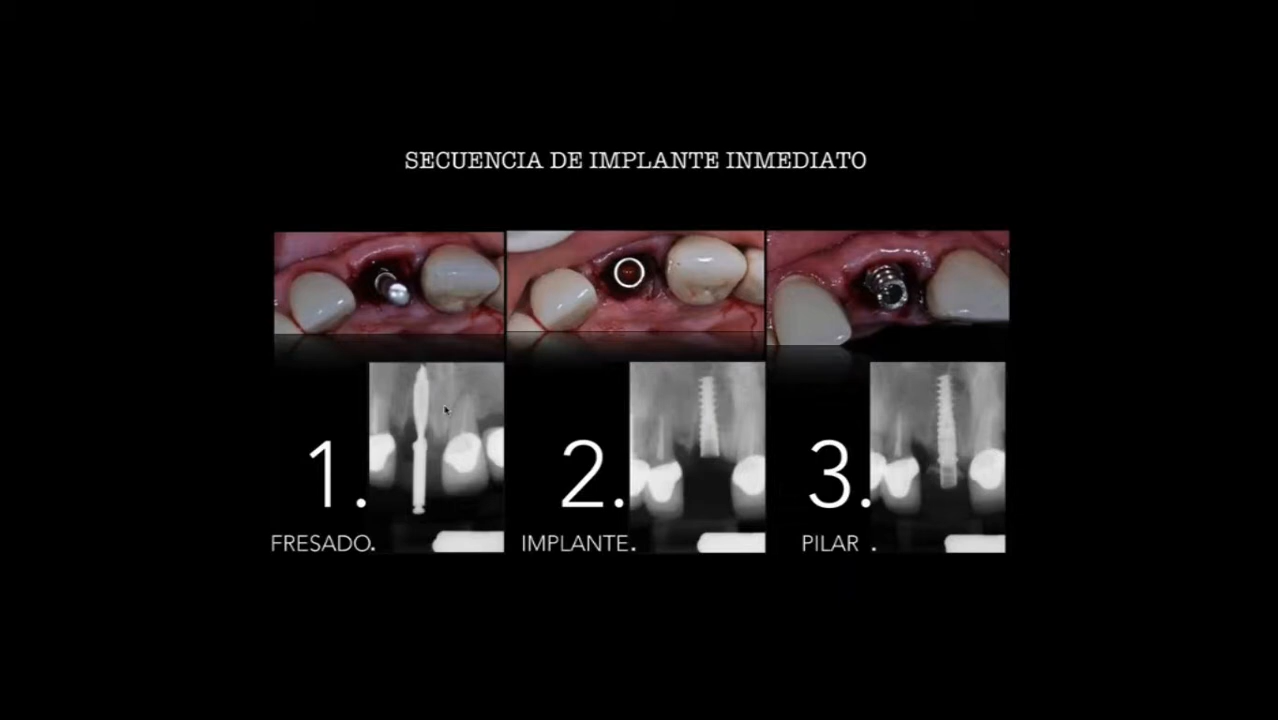 SECUENCIA DE IMPLANTE INMEDIATO
1.
2.
3.
FRESADO.
IMPLANTE.
PILAR .